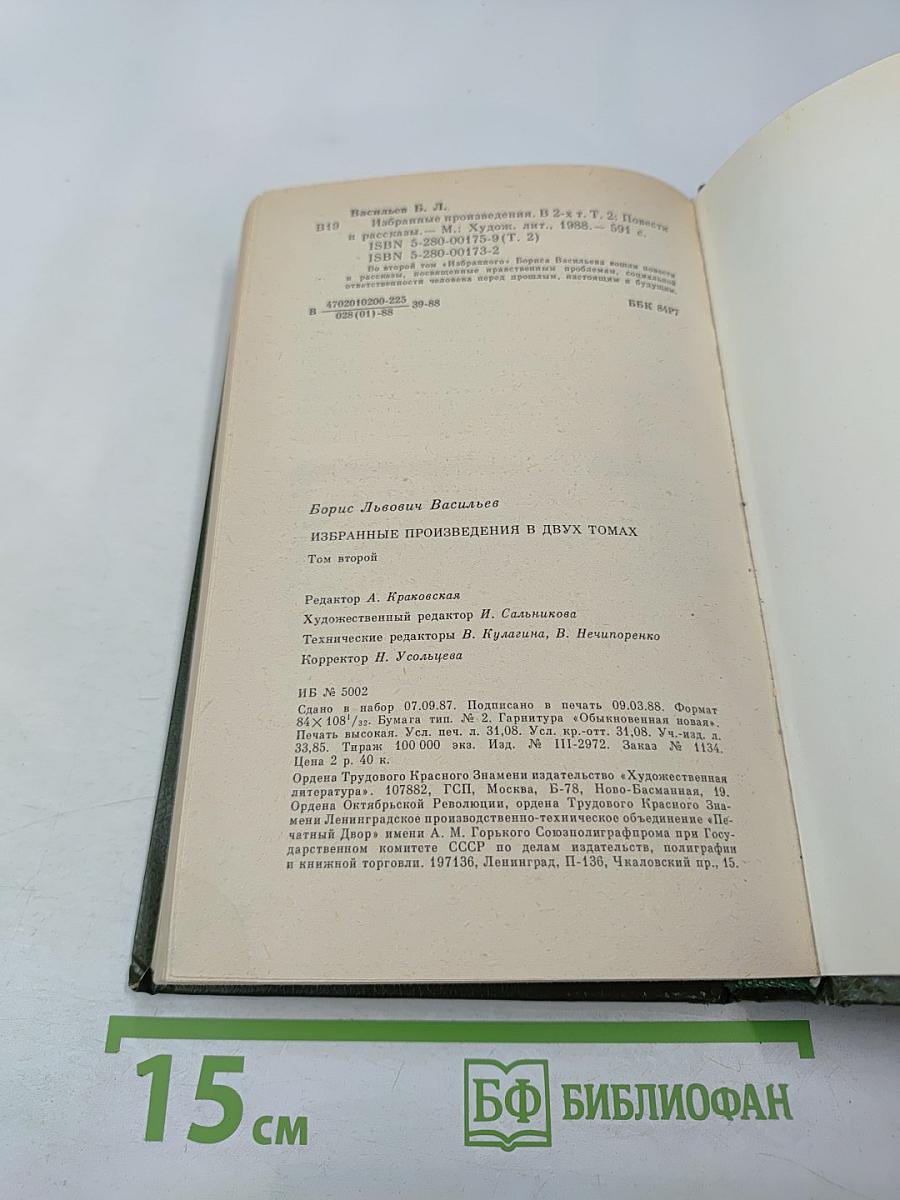 Васильев Б. Л.
В19 Избранные произведения. В 2-х т. Т. 2: Повести
и рассказы.— М.: Худож. лит., 1988.— 591 с.
ISBN 5-280-00175-9 (Т. 2)
ISBN 5-280-00173-2
Во второй том «Избранного» Бориса Васильева вошли повести
и рассказы, посвященные нравственным проблемам, социальной
ответственности человека перед прошлым, настоящим и будущим.
В 4702010200-225 39-88 ББК 84Р7
028(01)-88
Борис Львович Васильев
ИЗБРАННЫЕ ПРОИЗВЕДЕНИЯ В ДВУХ ТОМАХ
Том второй
Редактор А. Краковская
Художественный редактор И. Сальникова
Технические редакторы В. Кулагина, В. Нечипоренко
Корректор Н. Усольцева
ИБ № 5002
Сдано в набор 07.09.87. Подписано в печать 09.03.88. Формат
84×108¹/₃₂. Бумага тип. № 2. Гарнитура «Обыкновенная новая».
Печать высокая. Усл. печ. л. 31,08. Усл. кр.-отт. 31,08. Уч.-изд. л.
33,85. Тираж 100 000 экз. Изд. № III-2972. Заказ № 1134.
Цена 2 р. 40 к.
Ордена Трудового Красного Знамени издательство «Художественная
литература». 107882, ГСП, Москва, Б-78, Ново-Басманная, 19.
Ордена Октябрьской Революции, ордена Трудового Красного Зна-
мени Ленинградское производственно-техническое объединение «Пе-
чатный Двор» имени А. М. Горького Союзполиграфпрома при Госу-
дарственном комитете СССР по делам издательств, полиграфии
и книжной торговли. 197136, Ленинград, П-136, Чкаловский пр., 15.
15 см
БФ БИБЛИОФАН